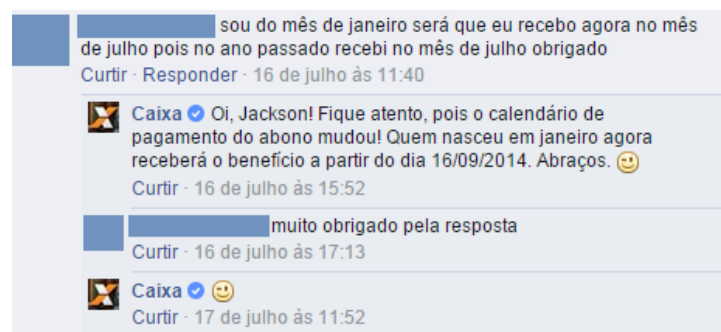 sou do mês de janeiro será que eu recebo agora no mês
de julho pois no ano passado recebi no mês de julho obrigado
Curtir · Responder · 16 de julho às 11:40
Caixa Oi, Jackson! Fique atento, pois o calendário de
pagamento do abono mudou! Quem nasceu em janeiro agora
receberá o benefício a partir do dia 16/09/2014. Abraços.
Curtir · 16 de julho às 15:52
muito obrigado pela resposta
Curtir · 16 de julho às 17:13
Caixa
Curtir · 17 de julho às 11:52